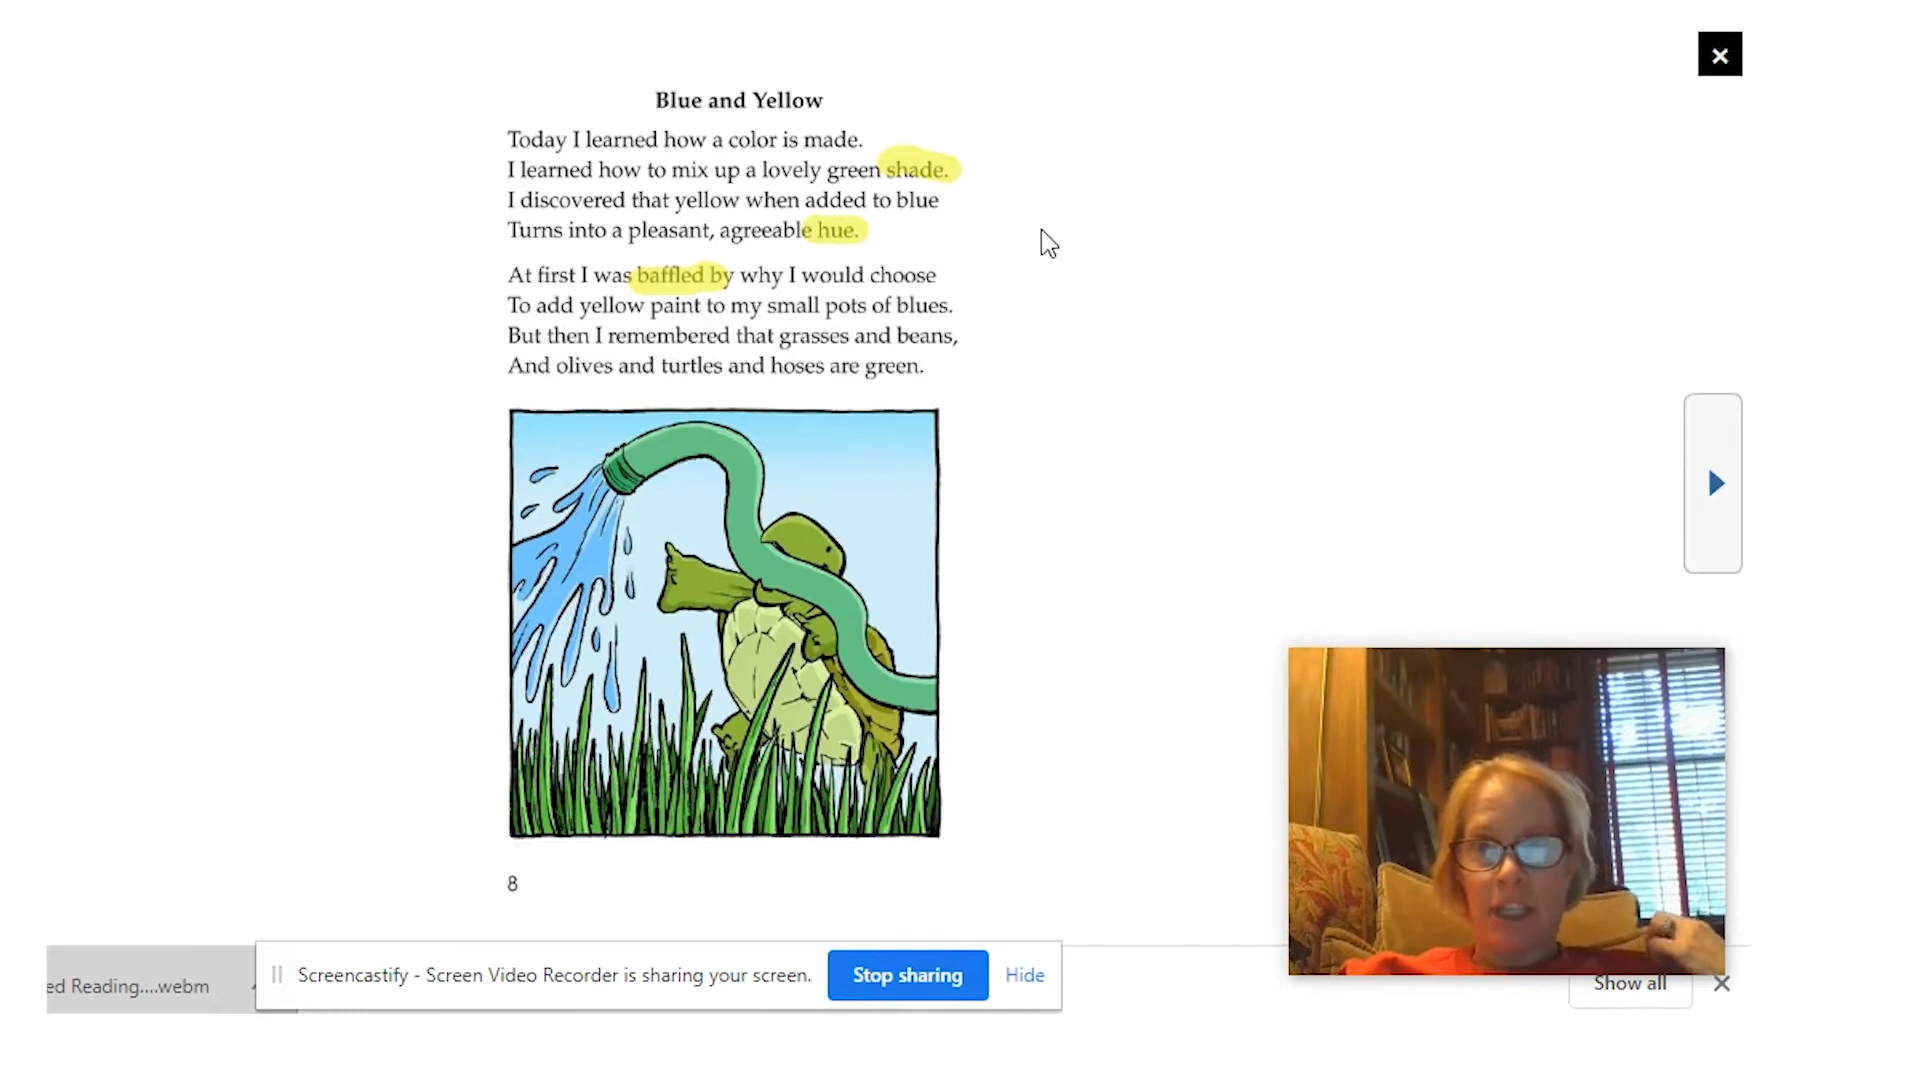 Blue and Yellow
Today I learned how a color is made.
I learned how to mix up a lovely green shade.
I discovered that yellow when added to blue
Turns into a pleasant, agreeable hue.
At first I was baffled by why I would choose
To add yellow paint to my small pots of blues.
But then I remembered that grasses and beans,
And olives and turtles and hoses are green.
8
ed Reading....webm
Screencastify - Screen Video Recorder is sharing your screen.
Stop sharing
Hide
Show all